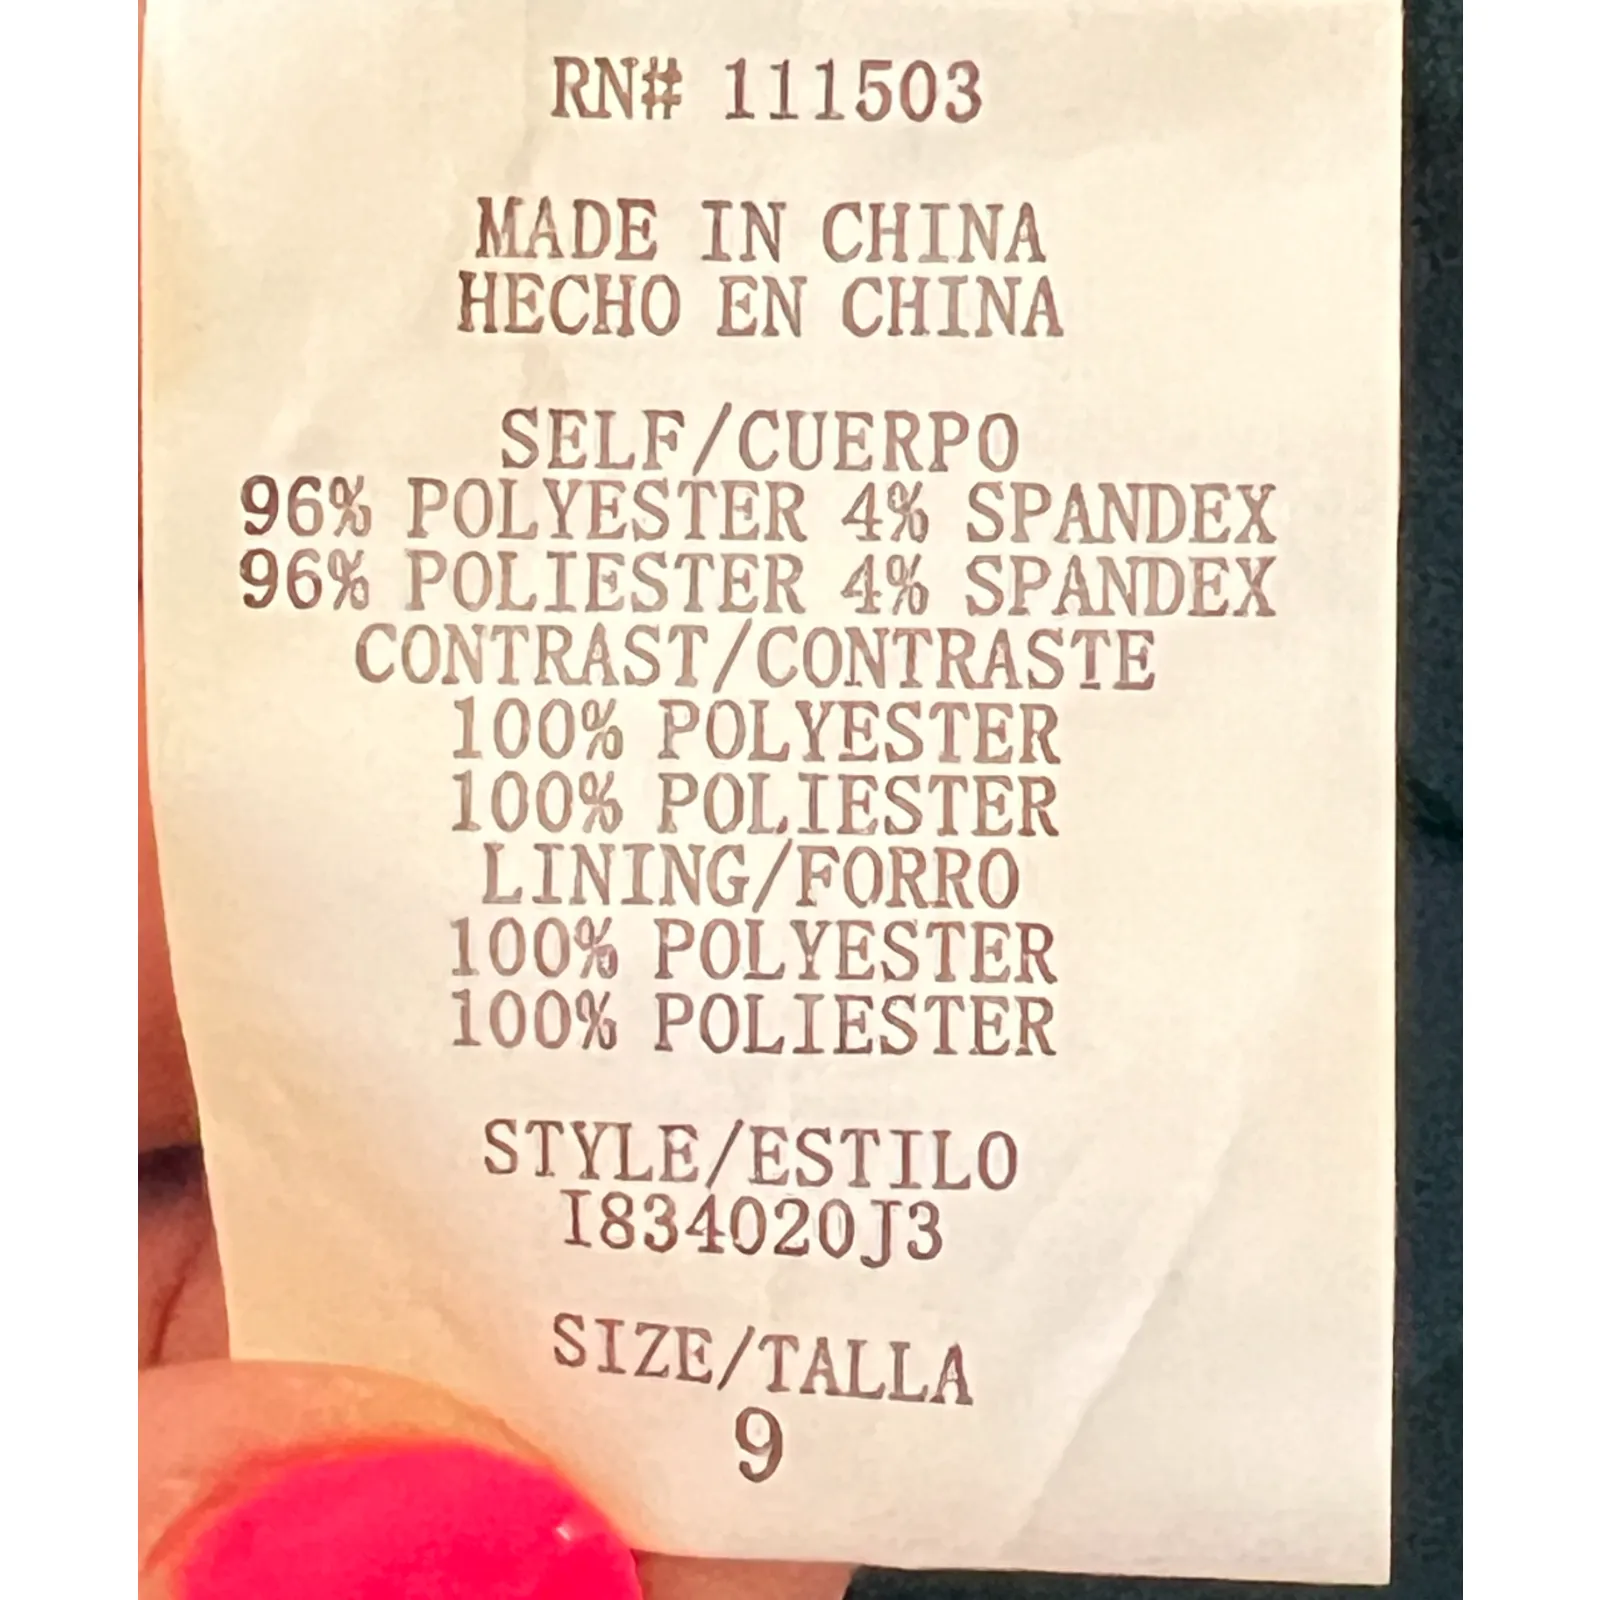 RN# 111503
MADE IN CHINA
HECHO EN CHINA
SELF/CUERPO
96% POLYESTER 4% SPANDEX
96% POLIESTER 4% SPANDEX
CONTRAST/CONTRASTE
100% POLYESTER
100% POLIESTER
LINING/FORRO
100% POLYESTER
100% POLIESTER
STYLE/ESTILO
I834020J3
SIZE/TALLA
9